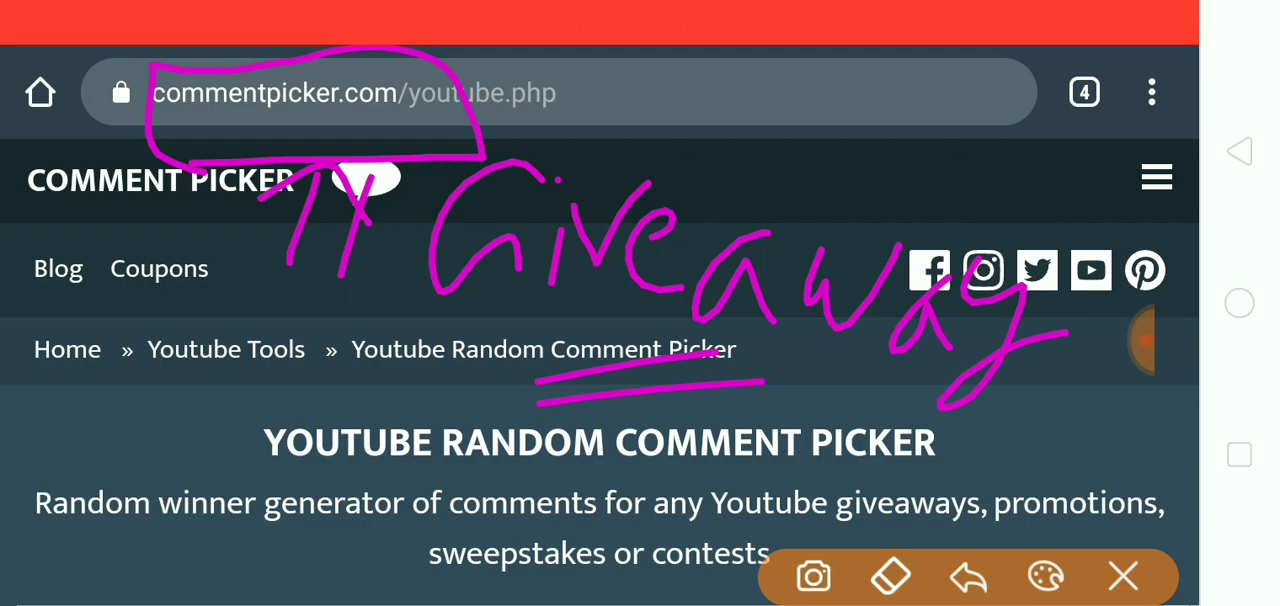 commentpicker.com/youtube.php
4
COMMENT PICKER
Giveaway
Blog Coupons
Home » Youtube Tools » Youtube Random Comment Picker
YOUTUBE RANDOM COMMENT PICKER
Random winner generator of comments for any Youtube giveaways, promotions,
sweepstakes or contests